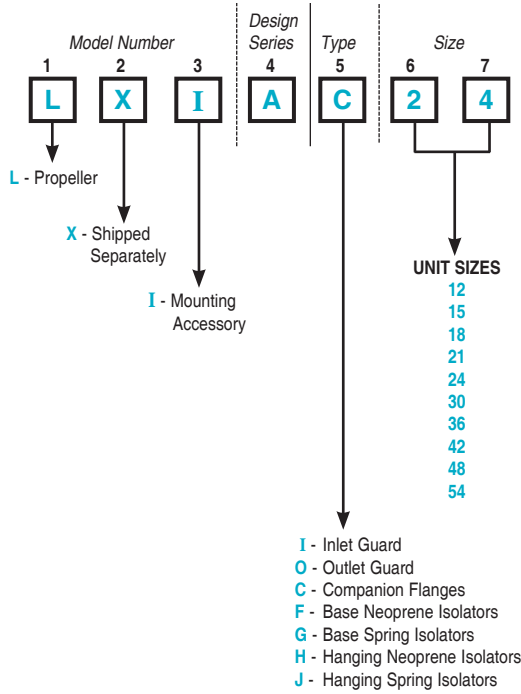 Design
Model Number Series Type Size
1 2 3 4 5 6 7
L X I A C 2 4
L - Propeller
X - Shipped
Separately
I - Mounting
Accessory
UNIT SIZES
12
15
18
21
24
30
36
42
48
54
I - Inlet Guard
O - Outlet Guard
C - Companion Flanges
F - Base Neoprene Isolators
G - Base Spring Isolators
H - Hanging Neoprene Isolators
J - Hanging Spring Isolators